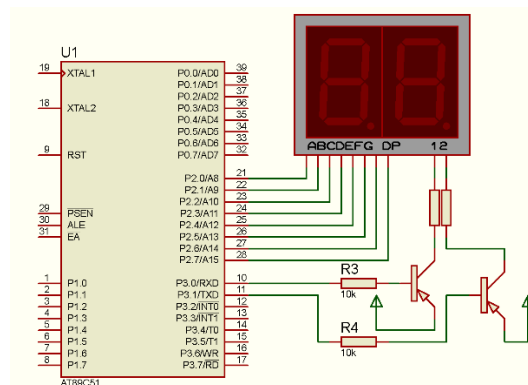 U1
19 XTAL1 P0.0/AD0 39
P0.1/AD1 38
P0.2/AD2 37
18 XTAL2 P0.3/AD3 36
P0.4/AD4 35
P0.5/AD5 34
P0.6/AD6 33
9 RST P0.7/AD7 32
ABCDEFG DP 12
P2.0/A8 21
P2.1/A9 22
P2.2/A10 23
29 PSEN P2.3/A11 24
30 ALE P2.4/A12 25
31 EA P2.5/A13 26
P2.6/A14 27
P2.7/A15 28
1 P1.0 P3.0/RXD 10
2 P1.1 P3.1/TXD 11
3 P1.2 P3.2/INT0 12
4 P1.3 P3.3/INT1 13
5 P1.4 P3.4/T0 14
6 P1.5 P3.5/T1 15
7 P1.6 P3.6/WR 16
8 P1.7 P3.7/RD 17
AT89C51
R3
10k
R4
10k